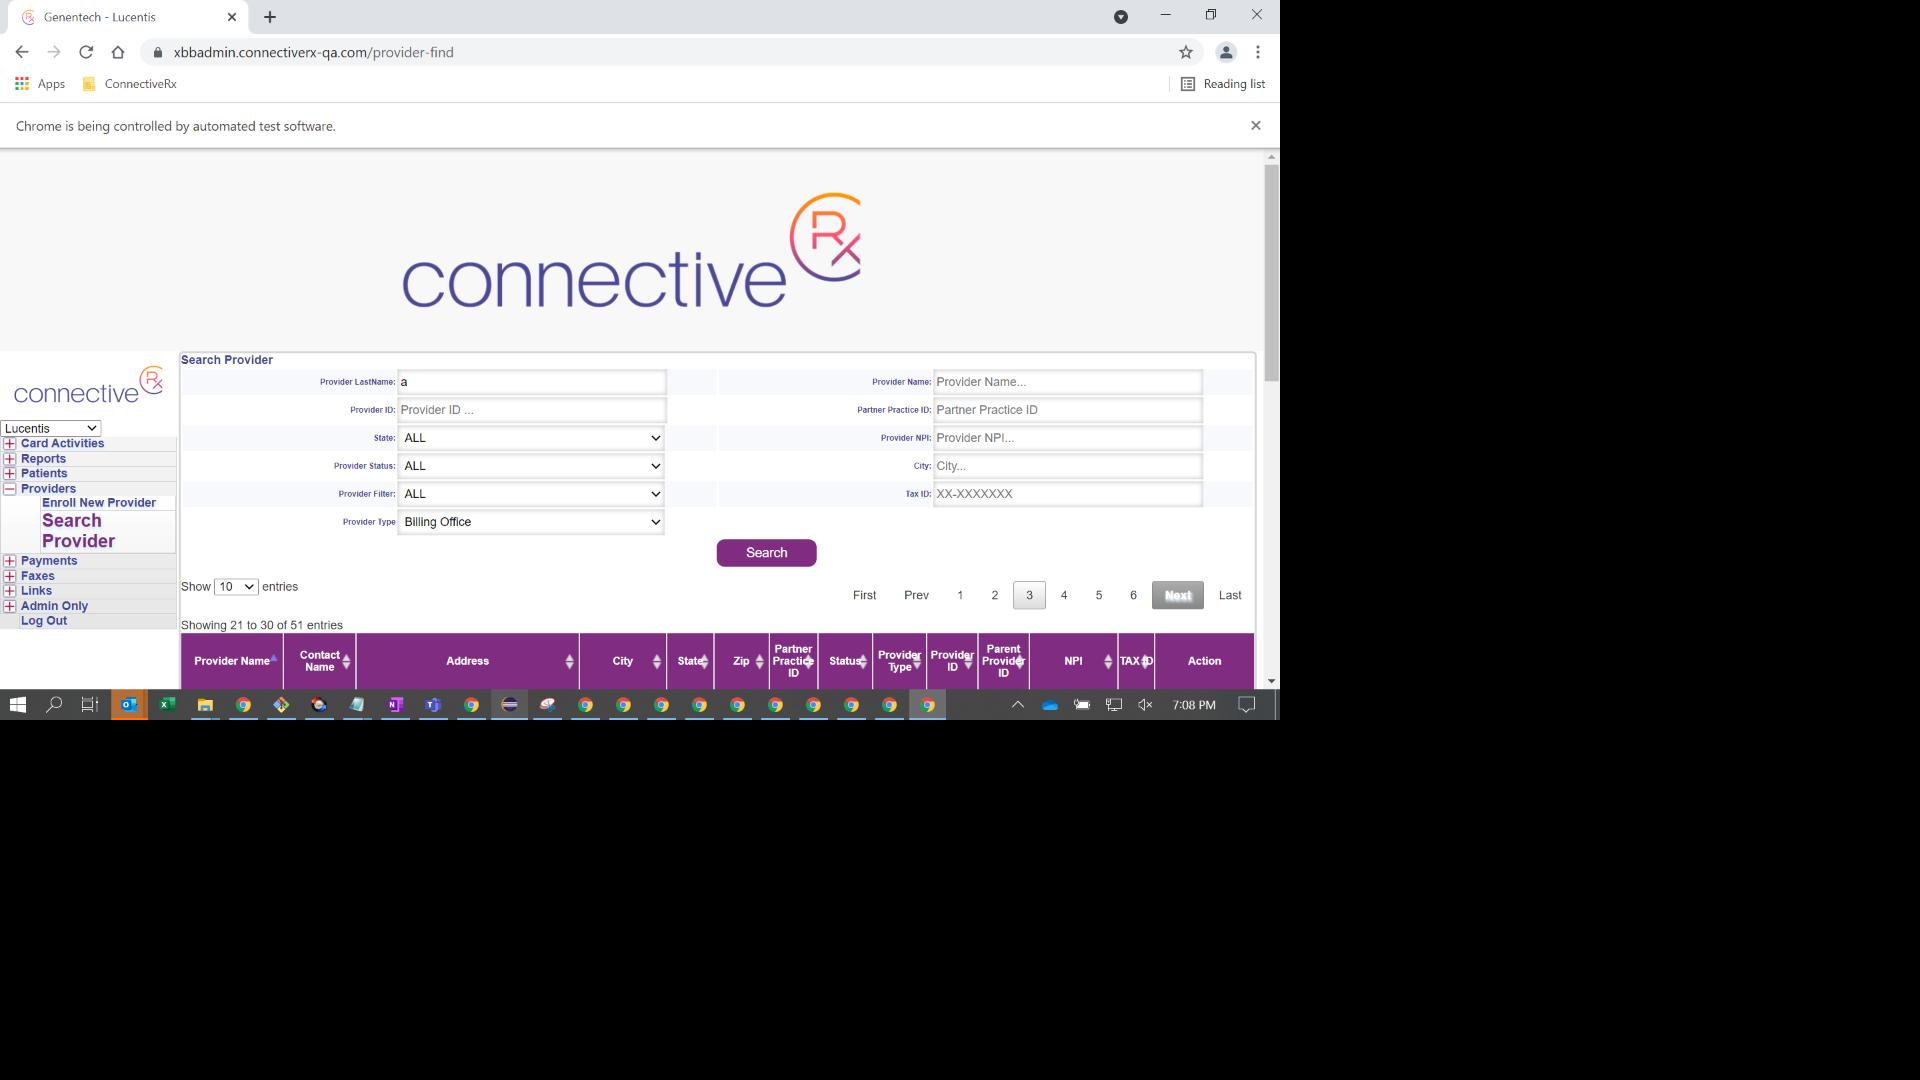 Genentech - Lucentis
xbbadmin.connectiverx-qa.com/provider-find
Apps
ConnectiveRx
Reading list
Chrome is being controlled by automated test software.
connective Rx
connective Rx
Lucentis
Card Activities
Reports
Patients
Providers
Enroll New Provider
Search
Provider
Payments
Faxes
Links
Admin Only
Log Out
Search Provider
Provider LastName: a
Provider Name: Provider Name...
Provider ID: Provider ID ...
Partner Practice ID: Partner Practice ID
State: ALL
Provider NPI: Provider NPI...
Provider Status: ALL
City: City...
Provider Filter: ALL
Tax ID: XX-XXXXXXX
Provider Type Billing Office
Search
Show 10 entries
First Prev 1 2 3 4 5 6 Next Last
Showing 21 to 30 of 51 entries
Provider Name
Contact Name
Address
City
State
Zip
Partner Practice ID
Status
Provider Type
Provider ID
Parent Provider ID
NPI
TAX ID
Action
7:08 PM